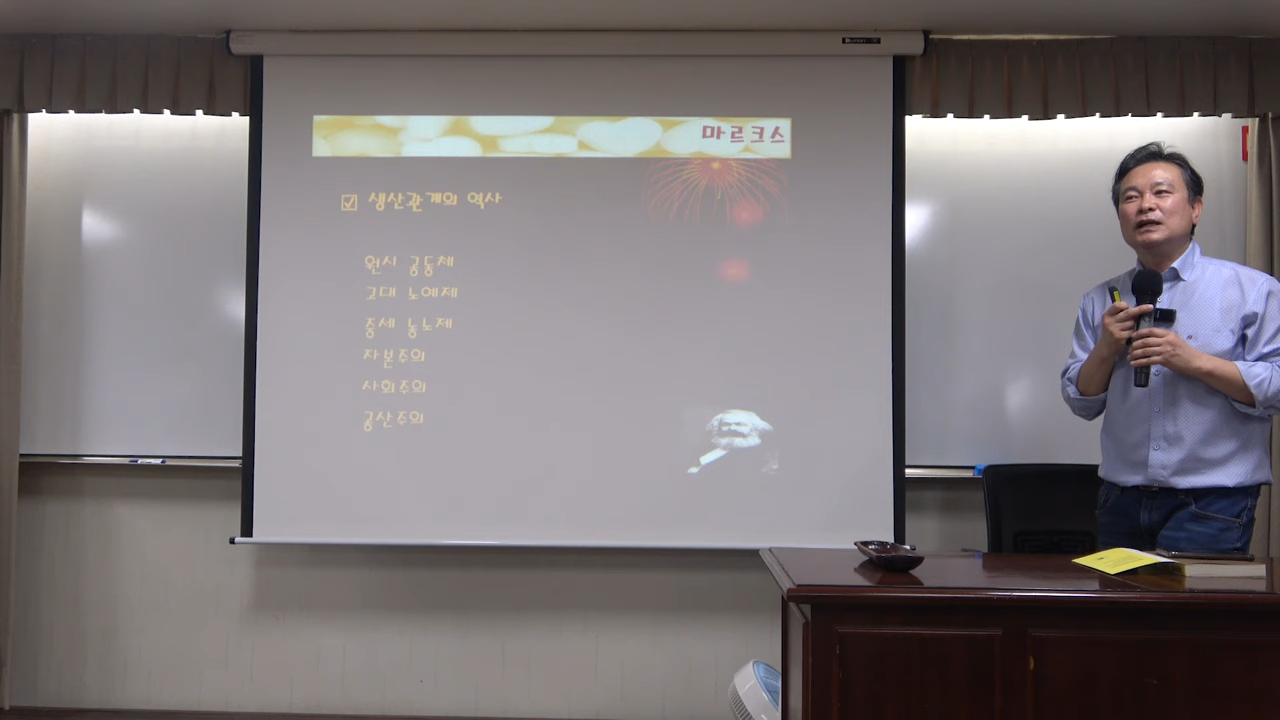 마르크스
☑ 생산관계의 역사
원시 공동체
고대 노예제
중세 농노제
자본주의
사회주의
공산주의